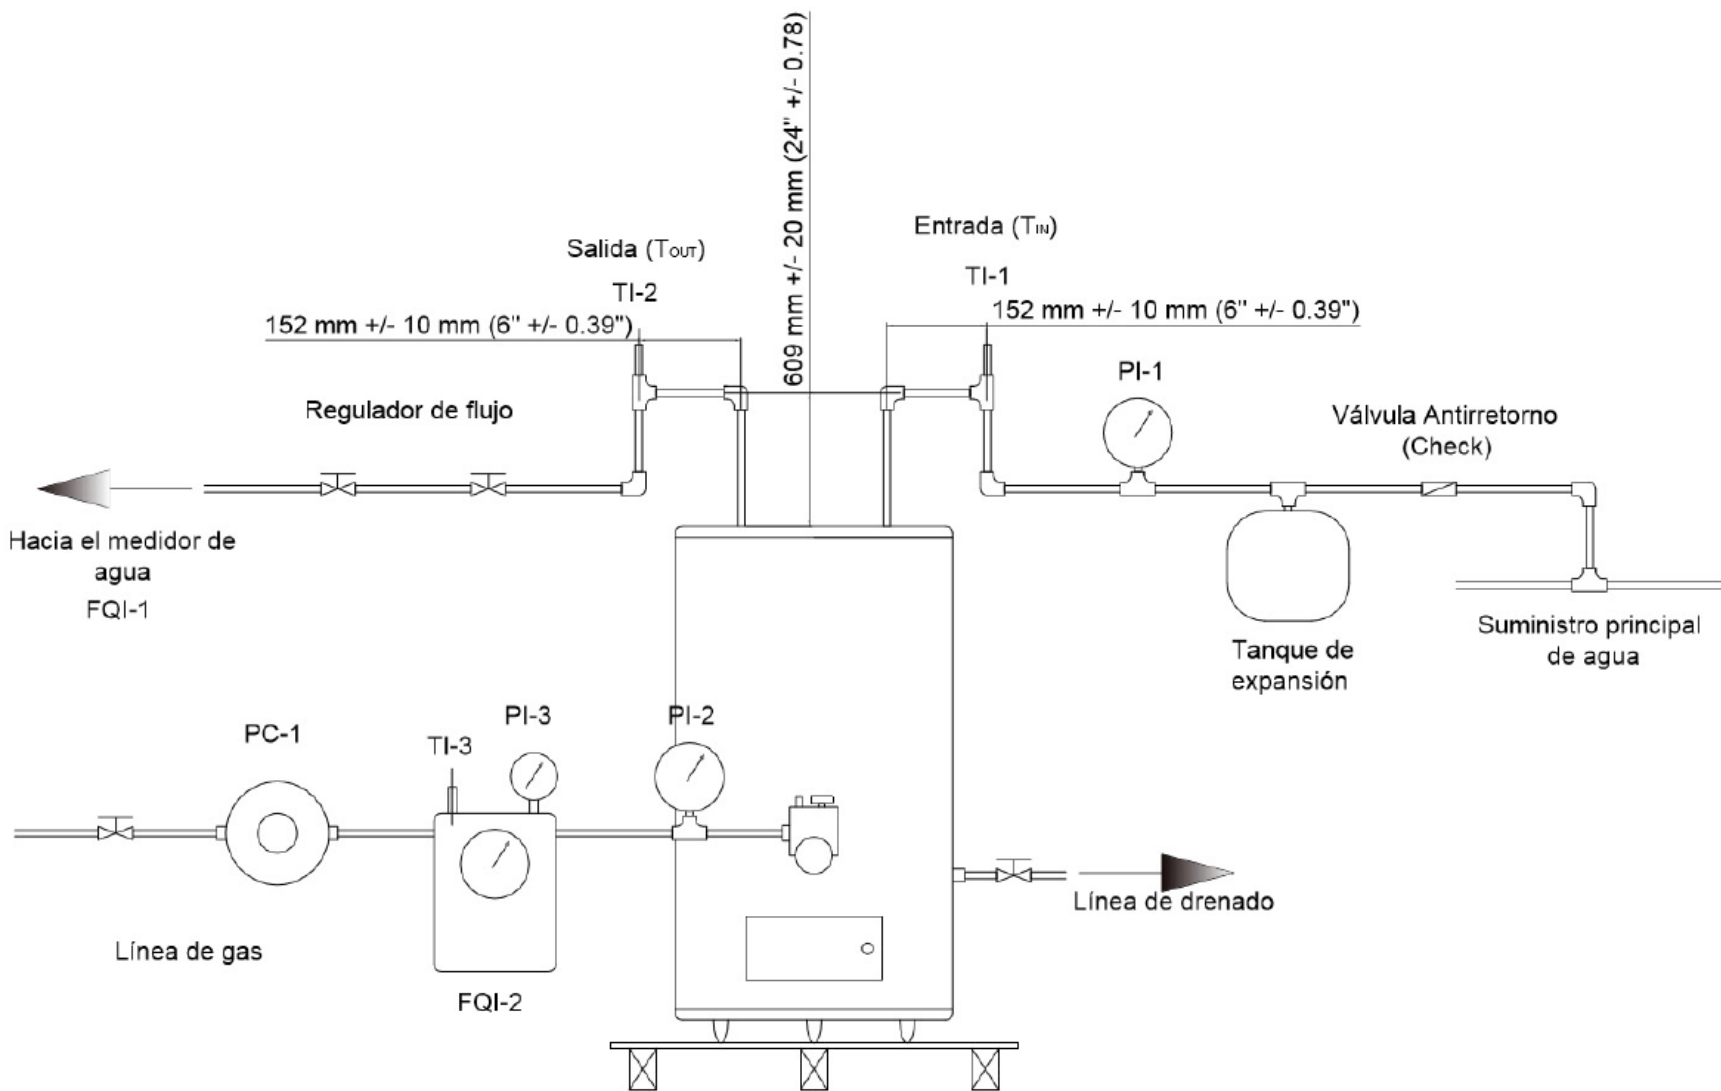 609 mm +/- 20 mm (24" +/- 0.78)
Entrada (TIN)
Salida (TOUT)
TI-1
TI-2
152 mm +/- 10 mm (6" +/- 0.39")
152 mm +/- 10 mm (6" +/- 0.39")
PI-1
Regulador de flujo
Válvula Antirretorno
(Check)
Hacia el medidor de
agua
FQI-1
Suministro principal
de agua
Tanque de
expansión
PI-3
PI-2
PC-1
TI-3
Línea de drenado
Línea de gas
FQI-2